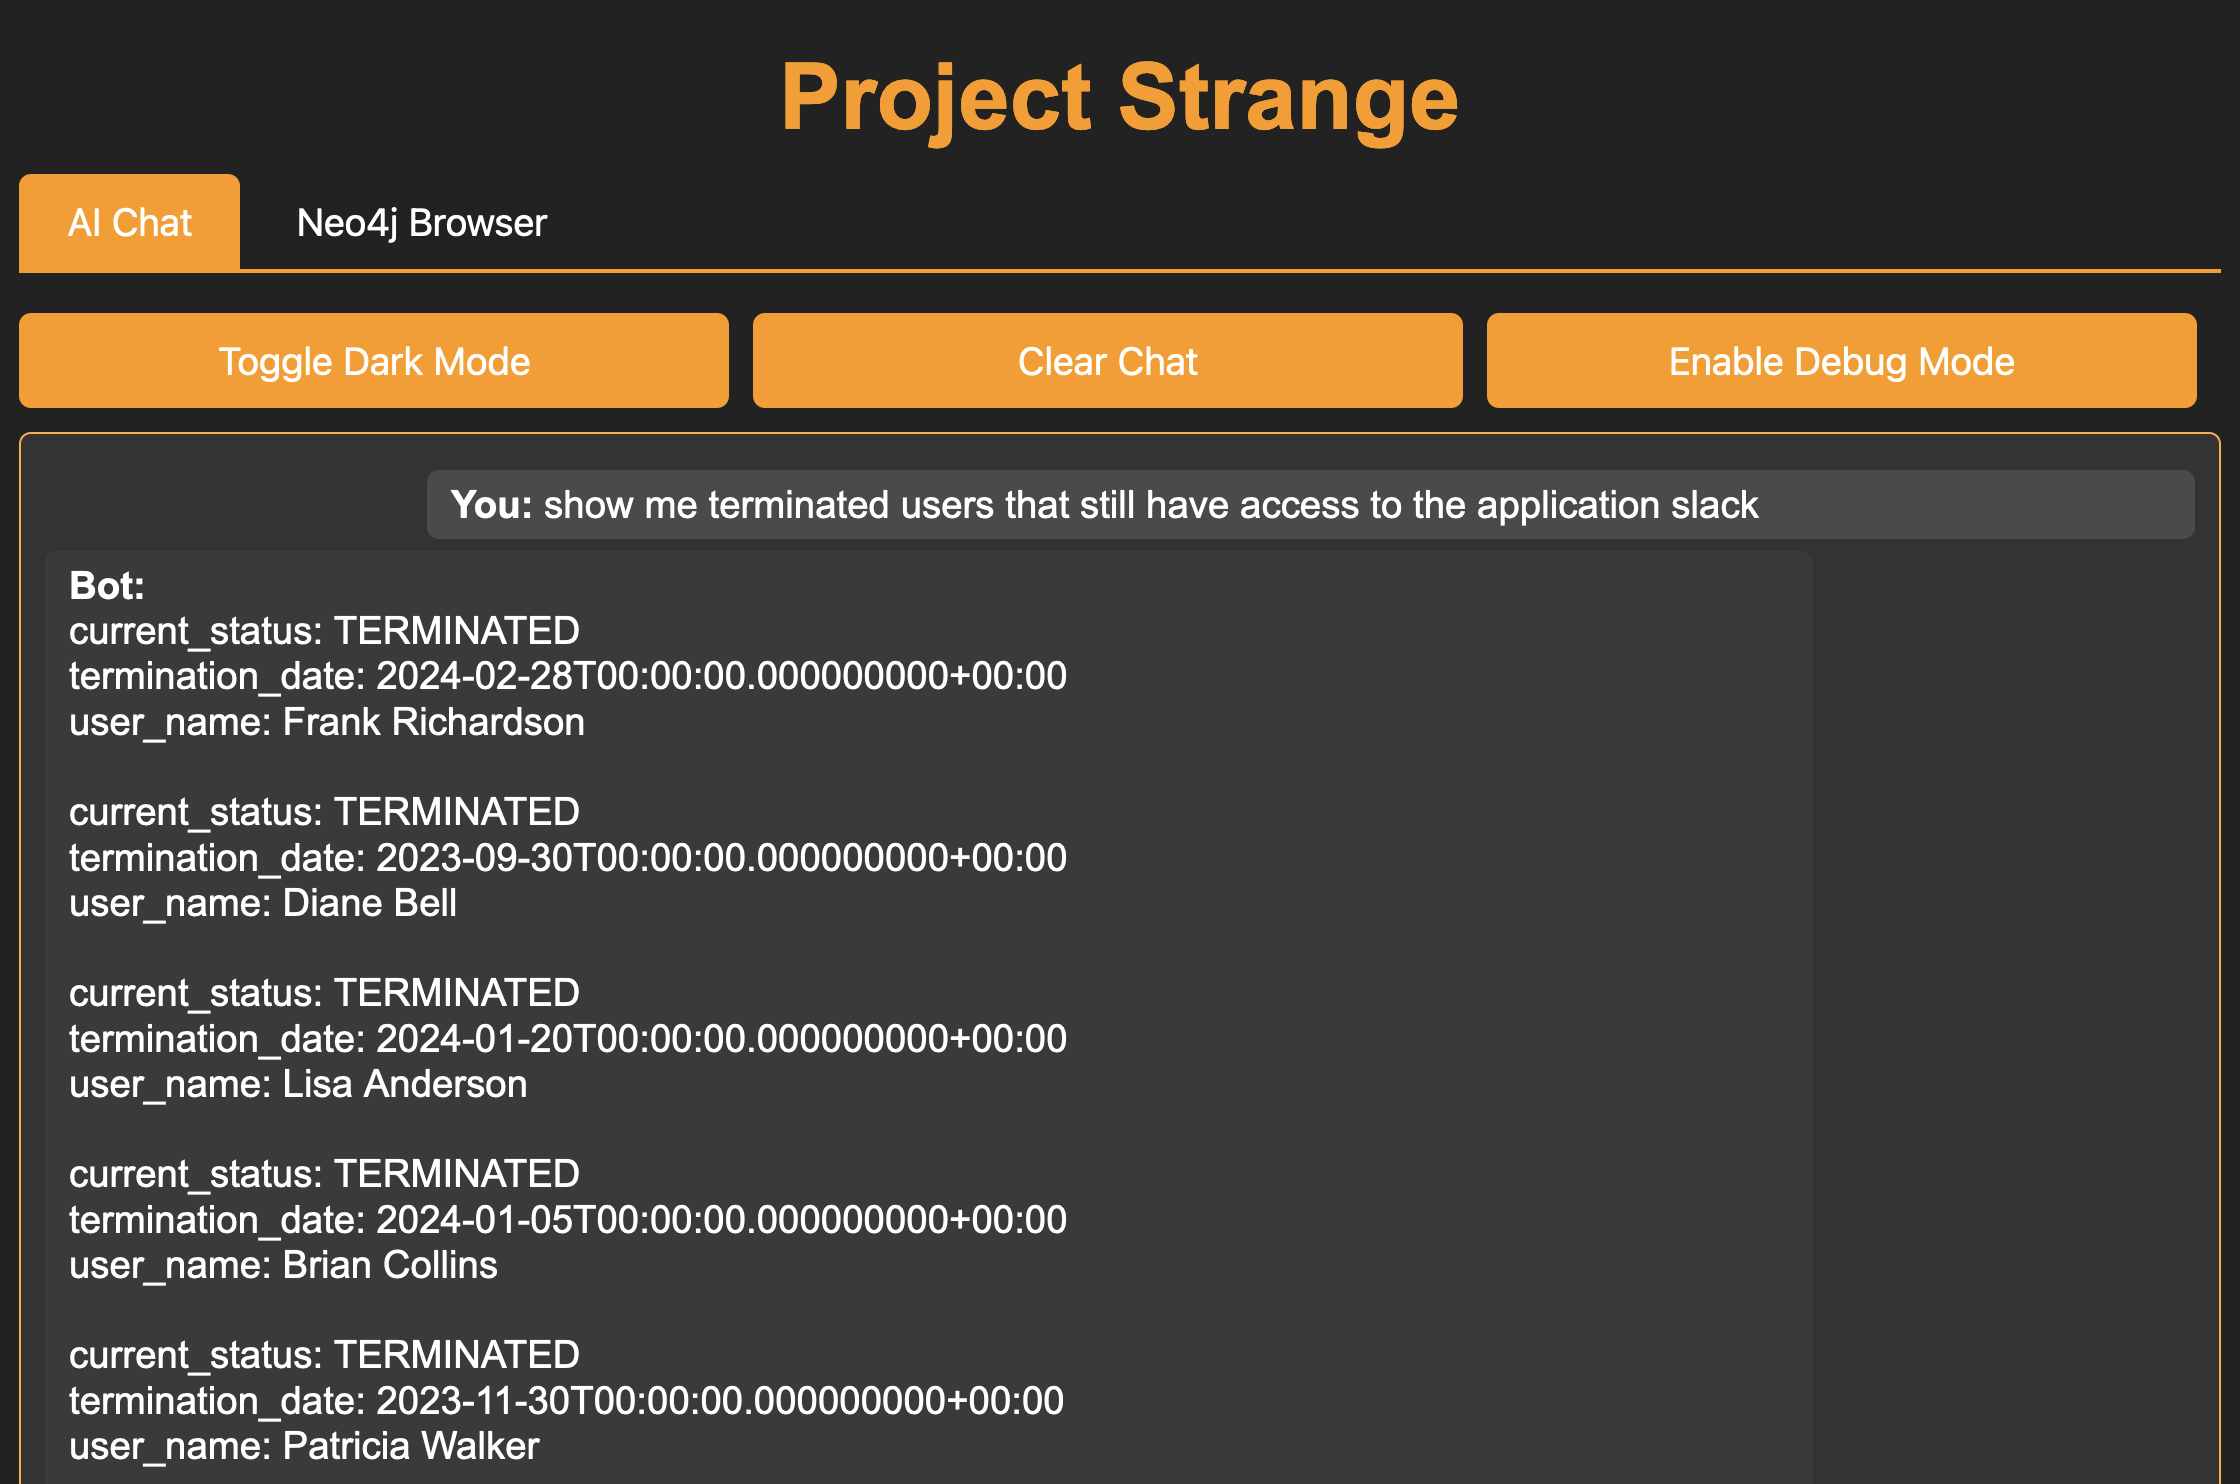 Project Strange
AI Chat
Neo4j Browser
Toggle Dark Mode
Clear Chat
Enable Debug Mode
You: show me terminated users that still have access to the application slack
Bot:
current_status: TERMINATED
termination_date: 2024-02-28T00:00:00.000000000+00:00
user_name: Frank Richardson
current_status: TERMINATED
termination_date: 2023-09-30T00:00:00.000000000+00:00
user_name: Diane Bell
current_status: TERMINATED
termination_date: 2024-01-20T00:00:00.000000000+00:00
user_name: Lisa Anderson
current_status: TERMINATED
termination_date: 2024-01-05T00:00:00.000000000+00:00
user_name: Brian Collins
current_status: TERMINATED
termination_date: 2023-11-30T00:00:00.000000000+00:00
user_name: Patricia Walker